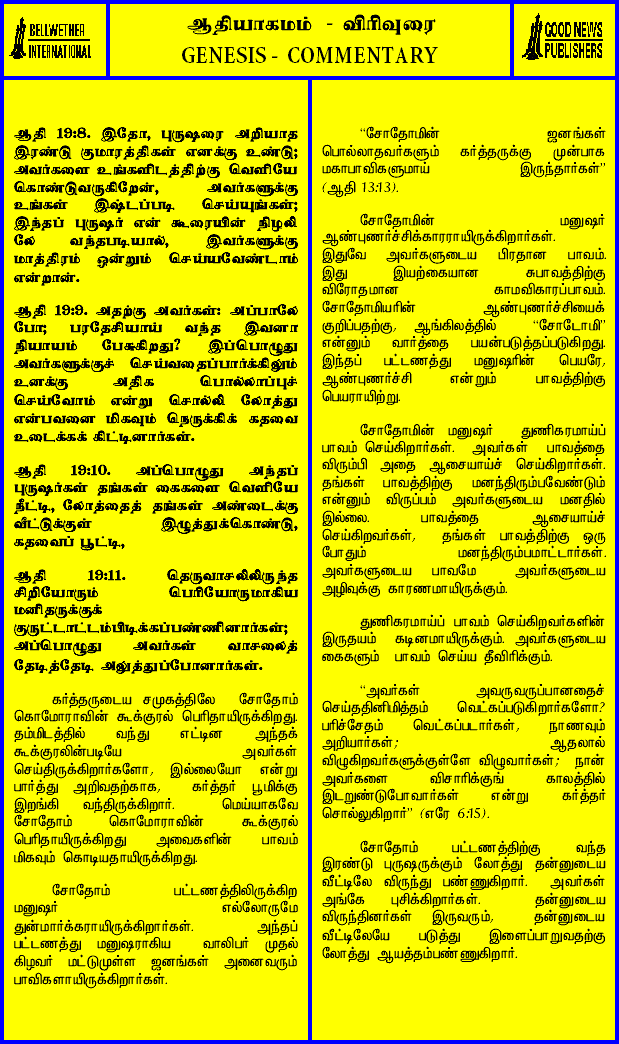 BELLWETHER
INTERNATIONAL
ஆதியாகமம் - விரிவுரை
GENESIS - COMMENTARY
GOOD NEWS
PUBLISHERS
ஆதி 19:8. இதோ, புருஷரை அறியாத
இரண்டு குமாரத்திகள் எனக்கு உண்டு;
அவர்களை உங்களிடத்திற்கு வெளியே
கொண்டுவருகிறேன், அவர்களுக்கு
உங்கள் இஷ்டப்படி செய்யுங்கள்;
இந்தப் புருஷர் என் கூரையின் நிழலி
லே வந்தபடியால், இவர்களுக்கு
மாத்திரம் ஒன்றும் செய்யவேண்டாம்
என்றான்.
ஆதி 19:9. அதற்கு அவர்கள்: அப்பாலே
போ; பரதேசியாய் வந்த இவனா
நியாயம் பேசுகிறது? இப்பொழுது
அவர்களுக்குச் செய்வதைப்பார்க்கிலும்
உனக்கு அதிக பொல்லாப்புச்
செய்வோம் என்று சொல்லி லோத்து
என்பவனை மிகவும் நெருக்கிக் கதவை
உடைக்கக் கிட்டினார்கள்.
ஆதி 19:10. அப்பொழுது அந்தப்
புருஷர்கள் தங்கள் கைகளை வெளியே
நீட்டி, லோத்தைத் தங்கள் அண்டைக்கு
வீட்டுக்குள் இழுத்துக்கொண்டு,
கதவைப் பூட்டி,
ஆதி 19:11. தெருவாசலிலிருந்த
சிறியோரும் பெரியோருமாகிய
மனிதருக்குக்
குருட்டாட்டம்பிடிக்கப்பண்ணினார்கள்;
அப்பொழுது அவர்கள் வாசலைத்
தேடித்தேடி அலுத்துப்போனார்கள்.
கர்த்தருடைய சமுகத்திலே சோதோம்
கொமோராவின் கூக்குரல் பெரிதாயிருக்கிறது.
தம்மிடத்தில் வந்து எட்டின அந்தக்
கூக்குரலின்படியே அவர்கள்
செய்திருக்கிறார்களோ, இல்லையோ என்று
பார்த்து அறிவதற்காக, கர்த்தர் பூமிக்கு
இறங்கி வந்திருக்கிறார். மெய்யாகவே
சோதோம் கொமோராவின் கூக்குரல்
பெரிதாயிருக்கிறது அவைகளின் பாவம்
மிகவும் கொடியதாயிருக்கிறது.
சோதோம் பட்டணத்திலிருக்கிற
மனுஷர் எல்லோருமே
துன்மார்க்கராயிருக்கிறார்கள். அந்தப்
பட்டணத்து மனுஷராகிய வாலிபர் முதல்
கிழவர் மட்டுமுள்ள ஜனங்கள் அனைவரும்
பாவிகளாயிருக்கிறார்கள்.
“சோதோமின் ஜனங்கள்
பொல்லாதவர்களும் கர்த்தருக்கு முன்பாக
மகாபாவிகளுமாய் இருந்தார்கள்”
(ஆதி 13:13).
சோதோமின் மனுஷர்
ஆண்புணர்ச்சிக்காரராயிருக்கிறார்கள்.
இதுவே அவர்களுடைய பிரதான பாவம்.
இது இயற்கையான சுபாவத்திற்கு
விரோதமான காமவிகாரப்பாவம்.
சோதோமியரின் ஆண்புணர்ச்சியைக்
குறிப்பதற்கு, ஆங்கிலத்தில் “சோடோமி”
என்னும் வார்த்தை பயன்படுத்தப்படுகிறது.
இந்தப் பட்டணத்து மனுஷரின் பெயரே,
ஆண்புணர்ச்சி என்றும் பாவத்திற்கு
பெயராயிற்று.
சோதோமின் மனுஷர் துணிகரமாய்ப்
பாவம் செய்கிறார்கள். அவர்கள் பாவத்தை
விரும்பி அதை ஆசையாய்ச் செய்கிறார்கள்.
தங்கள் பாவத்திற்கு மனந்திரும்பவேண்டும்
என்னும் விருப்பம் அவர்களுடைய மனதில்
இல்லை. பாவத்தை ஆசையாய்ச்
செய்கிறவர்கள், தங்கள் பாவத்திற்கு ஒரு
போதும் மனந்திரும்பமாட்டார்கள்.
அவர்களுடைய பாவமே அவர்களுடைய
அழிவுக்கு காரணமாயிருக்கும்.
துணிகரமாய்ப் பாவம் செய்கிறவர்களின்
இருதயம் கடினமாயிருக்கும். அவர்களுடைய
கைகளும் பாவம் செய்ய தீவிரிக்கும்.
“அவர்கள் அவருவருப்பானதைச்
செய்ததினிமித்தம் வெட்கப்படுகிறார்களோ?
பரிச்சேதம் வெட்கப்படார்கள், நாணவும்
அறியார்கள்; ஆதலால்
விழுகிறவர்களுக்குள்ளே விழுவார்கள்; நான்
அவர்களை விசாரிக்குங் காலத்தில்
இடறுண்டுபோவார்கள் என்று கர்த்தர்
சொல்லுகிறார்” (எரே 6:15).
சோதோம் பட்டணத்திற்கு வந்த
இரண்டு புருஷருக்கும் லோத்து தன்னுடைய
வீட்டிலே விருந்து பண்ணுகிறார். அவர்கள்
அங்கே புசிக்கிறார்கள். தன்னுடைய
விருந்தினர்கள் இருவரும், தன்னுடைய
வீட்டிலேயே படுத்து இளைப்பாறுவதற்கு
லோத்து ஆயத்தம்பண்ணுகிறார்.